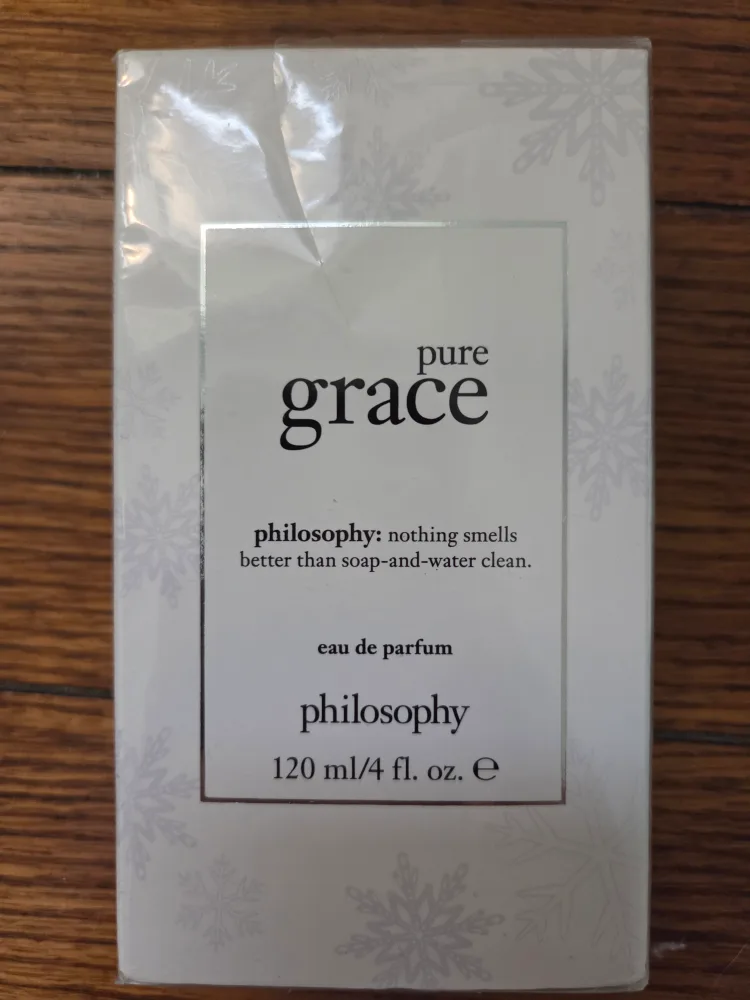 pure
grace
philosophy: nothing smells
better than soap-and-water clean.
eau de parfum
philosophy
120 ml/4 fl. oz. ℮